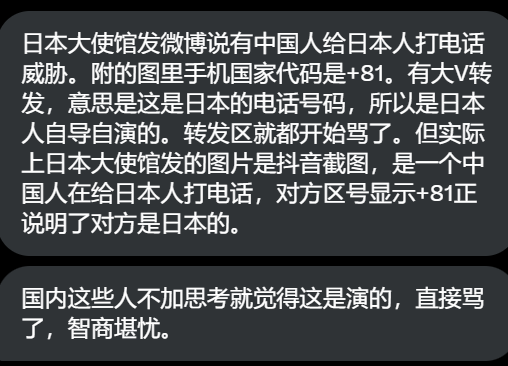 日本大使馆发微博说有中国人给日本人打电话
威胁。附的图里手机国家代码是+81。有大V转
发，意思是这是日本的电话号码，所以是日本
人自导自演的。转发区就都开始骂了。但实际
上日本大使馆发的图片是抖音截图，是一个中
国人在给日本人打电话，对方区号显示+81正
说明了对方是日本的。
国内这些人不加思考就觉得这是演的，直接骂
了，智商堪忧。